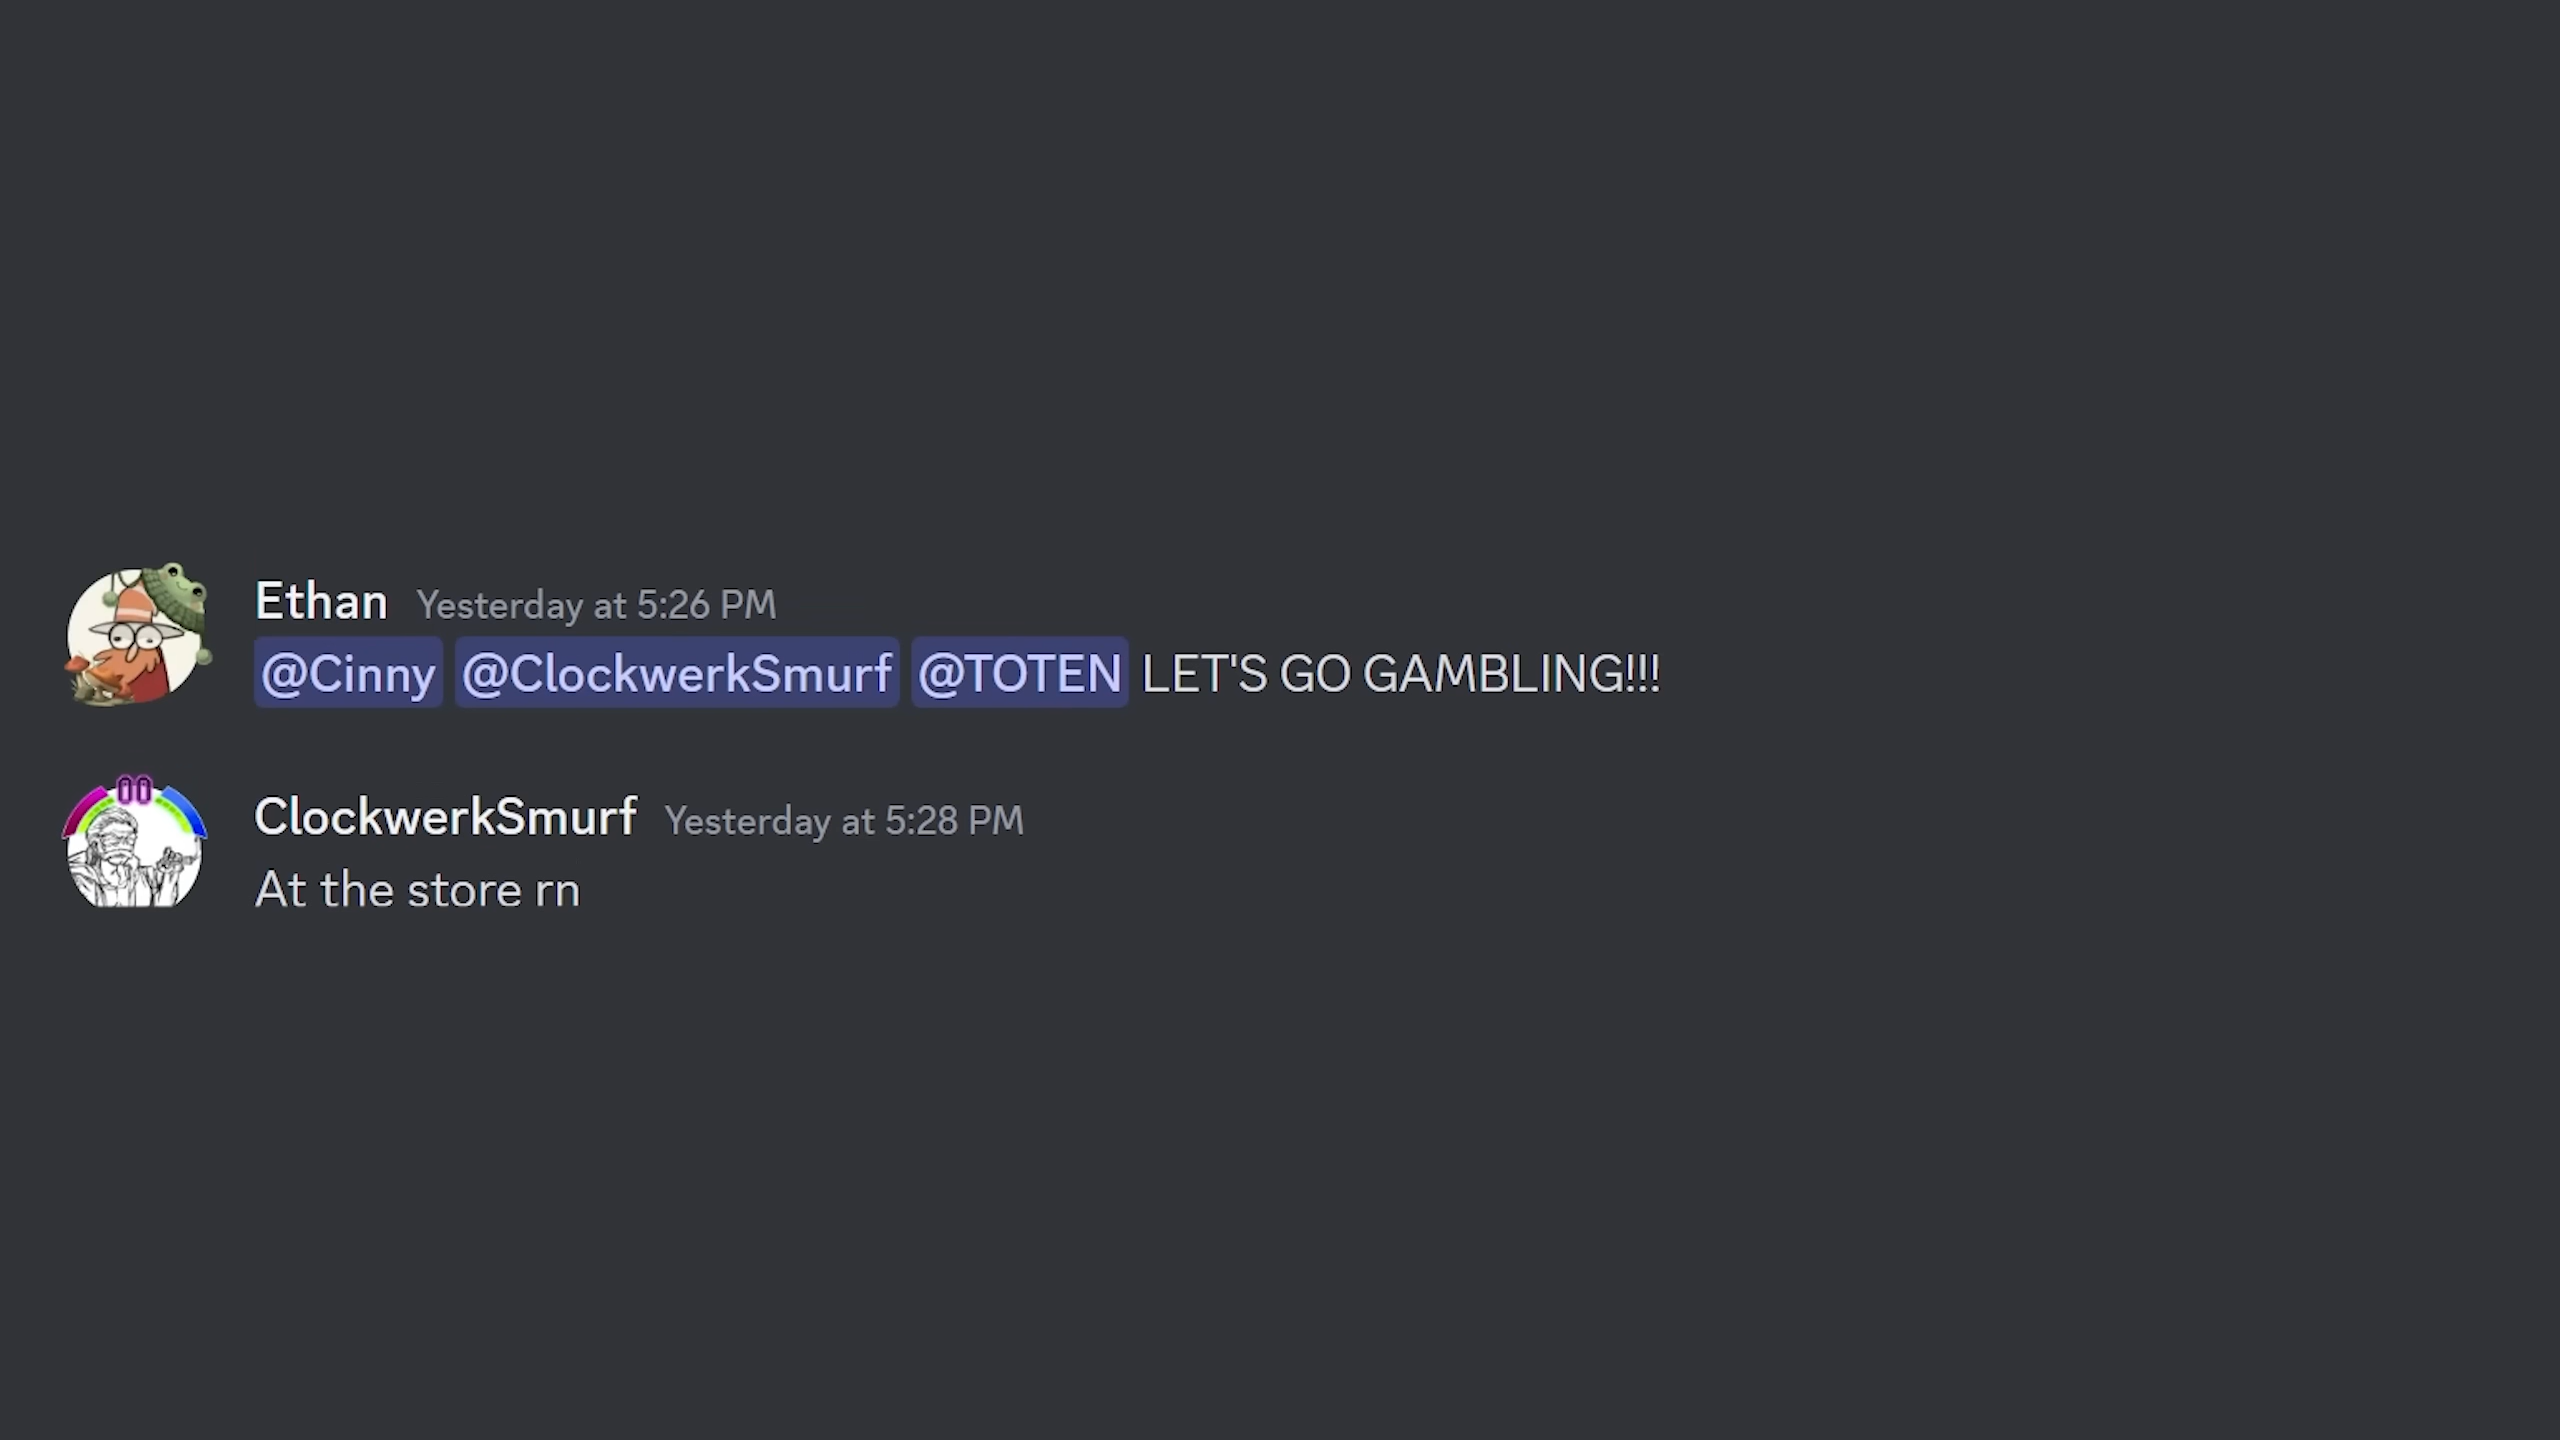 Ethan Yesterday at 5:26 PM
@Cinny @ClockwerkSmurf @TOTEN LET'S GO GAMBLING!!!
00
ClockwerkSmurf Yesterday at 5:28 PM
At the store rn